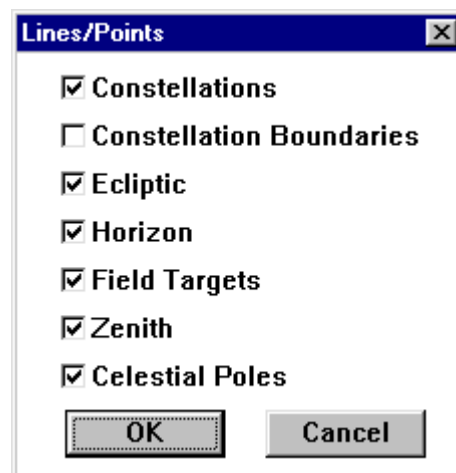 Lines/Points
Constellations
Constellation Boundaries
Ecliptic
Horizon
Field Targets
Zenith
Celestial Poles
OK Cancel